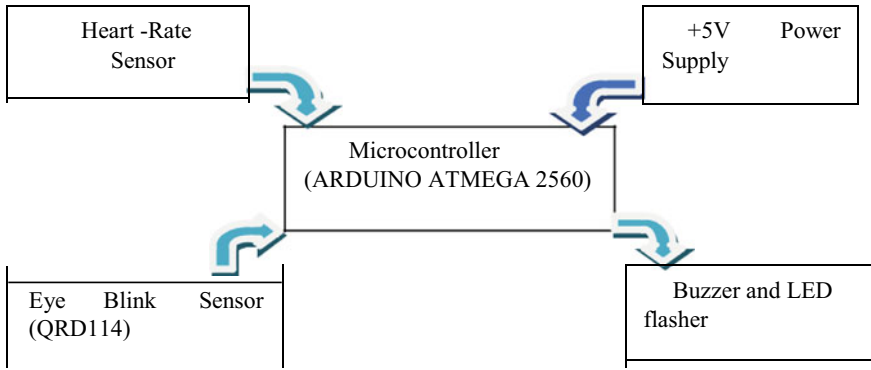 Heart -Rate
Sensor
+5V Power
Supply
Microcontroller
(ARDUINO ATMEGA 2560)
Eye Blink Sensor
(QRD114)
Buzzer and LED
flasher